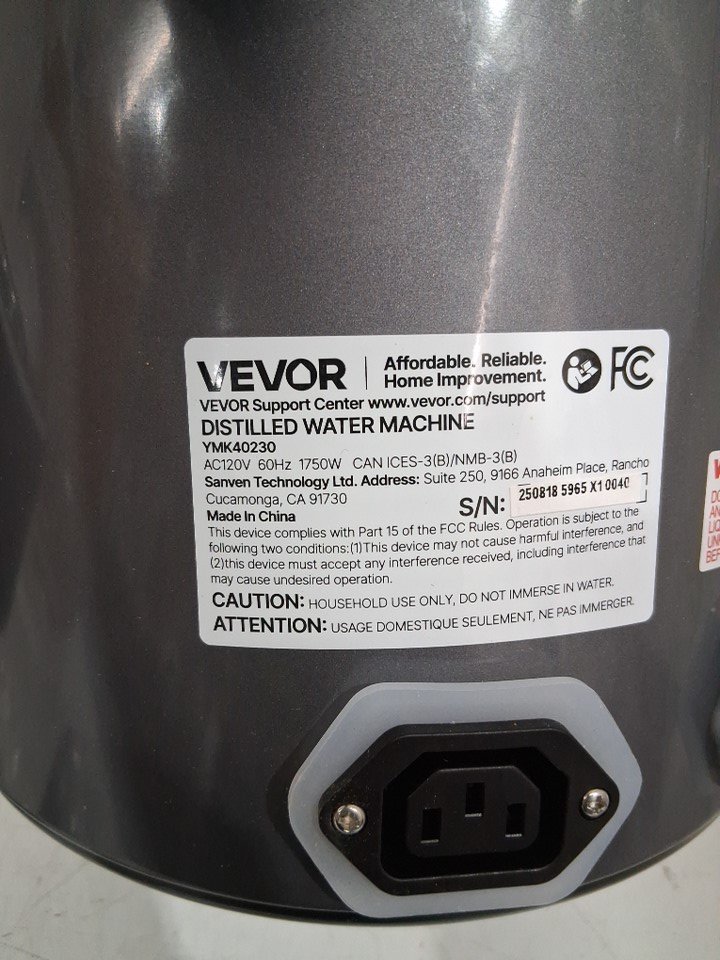 VEVOR
Affordable. Reliable.
Home Improvement.
FC
VEVOR Support Center www.vevor.com/support
DISTILLED WATER MACHINE
YMK40230
AC120V 60Hz 1750W CAN ICES-3(B)/NMB-3(B)
Sanven Technology Ltd. Address: Suite 250, 9166 Anaheim Place, Rancho
Cucamonga, CA 91730
S/N: 250818 5965 X1 0040
Made In China
This device complies with Part 15 of the FCC Rules. Operation is subject to the
following two conditions:(1)This device may not cause harmful interference, and
(2)this device must accept any interference received, including interference that
may cause undesired operation.
CAUTION: HOUSEHOLD USE ONLY, DO NOT IMMERSE IN WATER.
ATTENTION: USAGE DOMESTIQUE SEULEMENT, NE PAS IMMERGER.